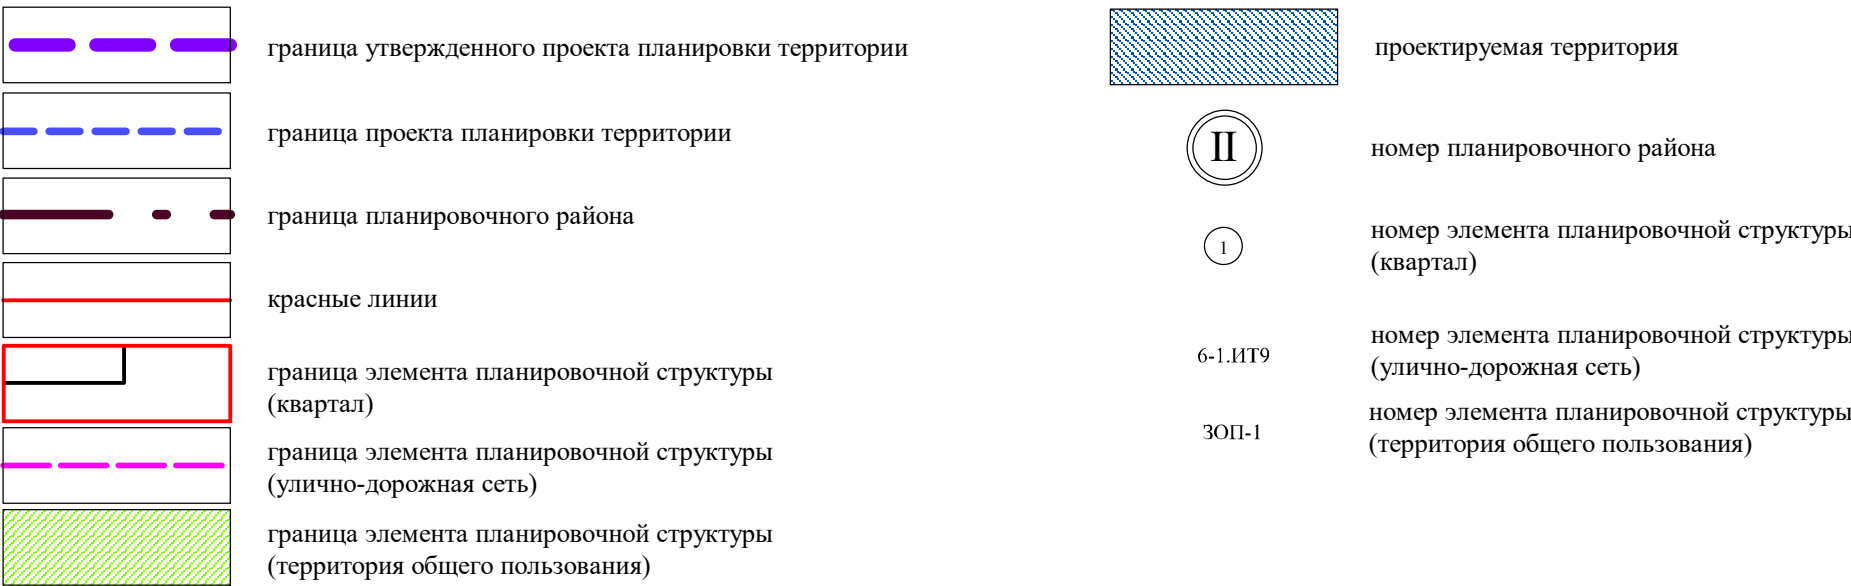 граница утвержденного проекта планировки территории
граница проекта планировки территории
граница планировочного района
красные линии
граница элемента планировочной структуры
(квартал)
граница элемента планировочной структуры
(улично-дорожная сеть)
граница элемента планировочной структуры
(территория общего пользования)
проектируемая территория
II
номер планировочного района
1
номер элемента планировочной структуры
(квартал)
6-1.ИТ9
номер элемента планировочной структуры
(улично-дорожная сеть)
ЗОП-1
номер элемента планировочной структуры
(территория общего пользования)